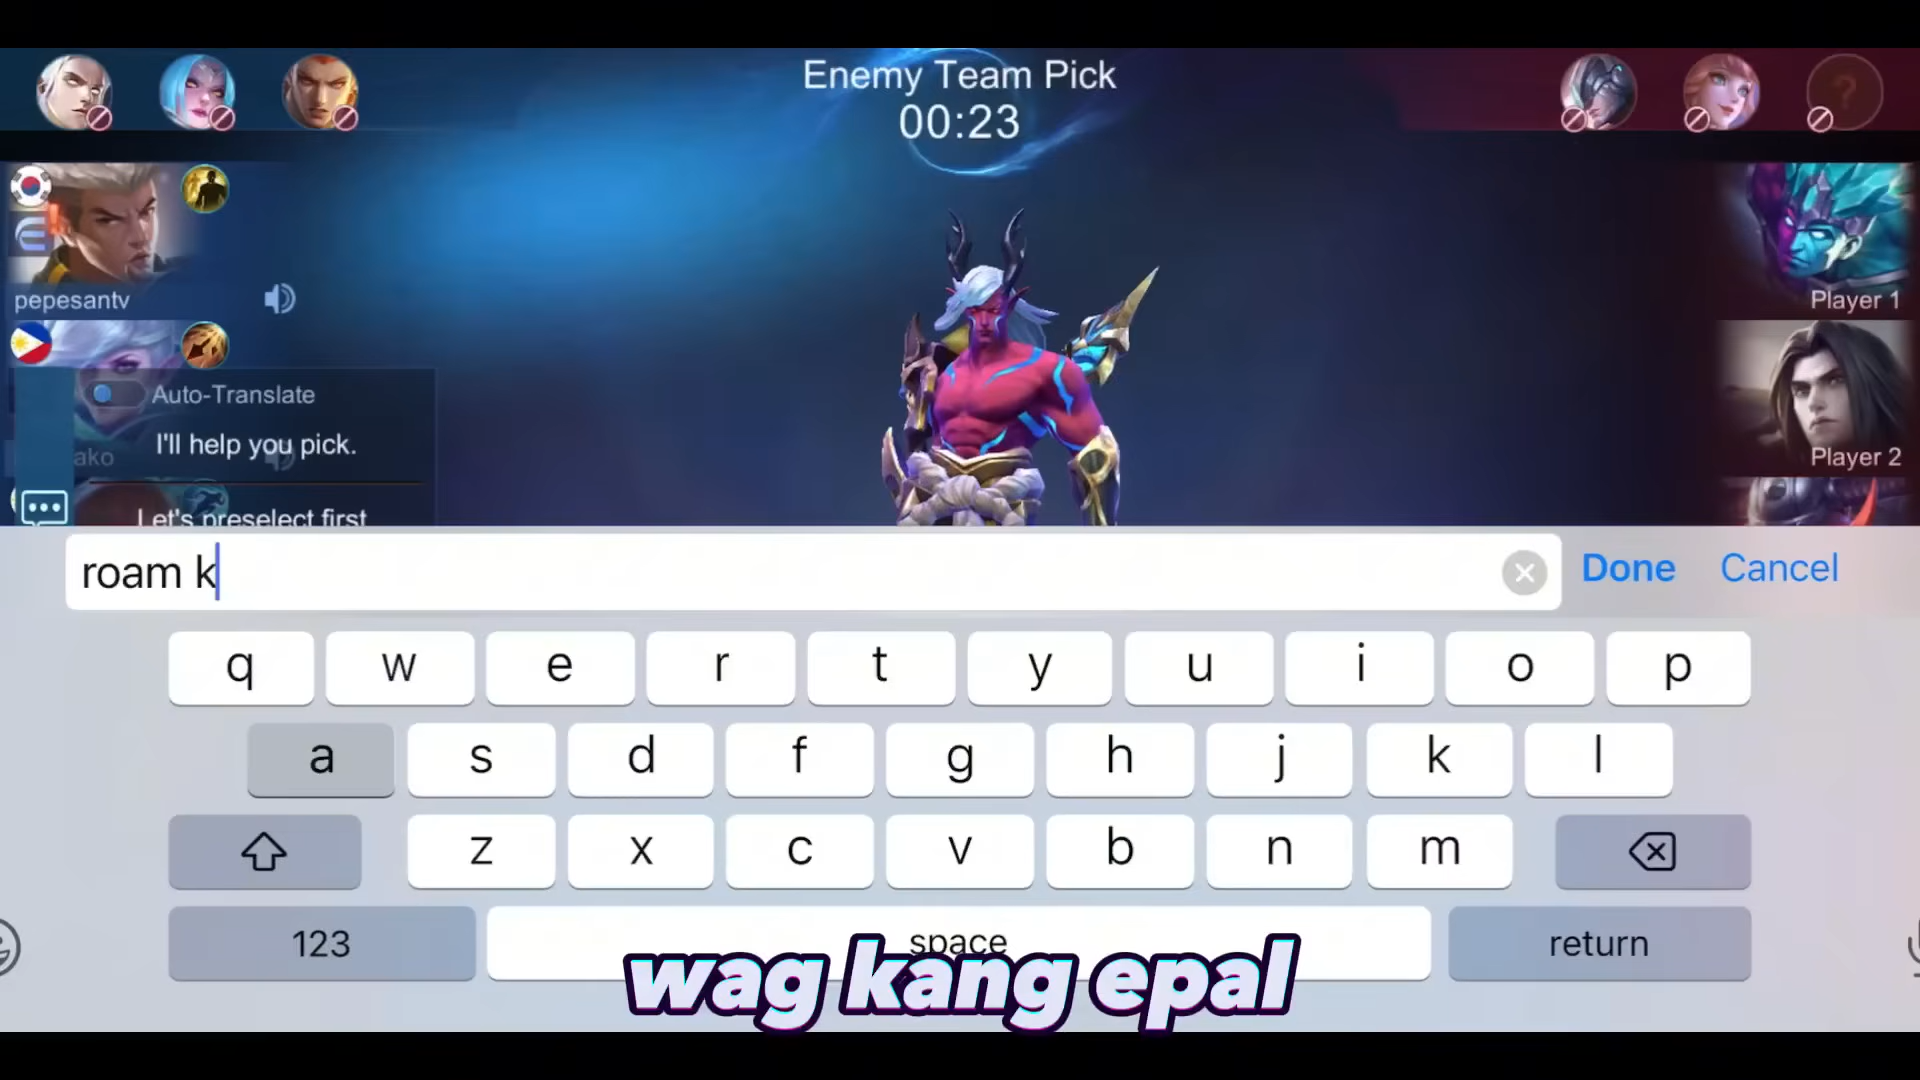 Enemy Team Pick
00:23
pepesantv
Player 1
Auto-Translate
I'll help you pick.
ako
Player 2
Let's preselect first
roam k
Done
Cancel
q w e r t y u i o p
a s d f g h j k l
z x c v b n m
123
space
return
wag kang epal